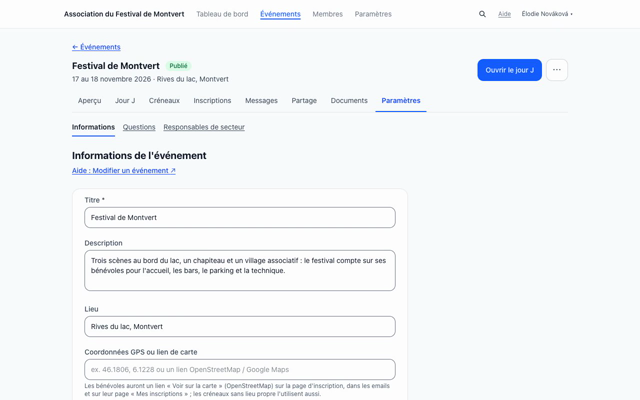 Association du Festival de Montvert
Tableau de bord
Événements
Membres
Paramètres
Aide
Élodie Nováková
← Événements
Festival de Montvert
Publié
17 au 18 novembre 2026 · Rives du lac, Montvert
Ouvrir le jour J
Aperçu
Jour J
Créneaux
Inscriptions
Messages
Partage
Documents
Paramètres
Informations
Questions
Responsables de secteur
Informations de l'événement
Aide : Modifier un événement ↗
Titre *
Festival de Montvert
Description
Trois scènes au bord du lac, un chapiteau et un village associatif : le festival compte sur ses
bénévoles pour l'accueil, les bars, le parking et la technique.
Lieu
Rives du lac, Montvert
Coordonnées GPS ou lien de carte
ex. 46.1806, 6.1228 ou un lien OpenStreetMap / Google Maps
Les bénévoles auront un lien « Voir sur la carte » (OpenStreetMap) sur la page d'inscription, dans les emails
et sur leur page « Mes inscriptions » ; les créneaux sans lieu propre l'utilisent aussi.